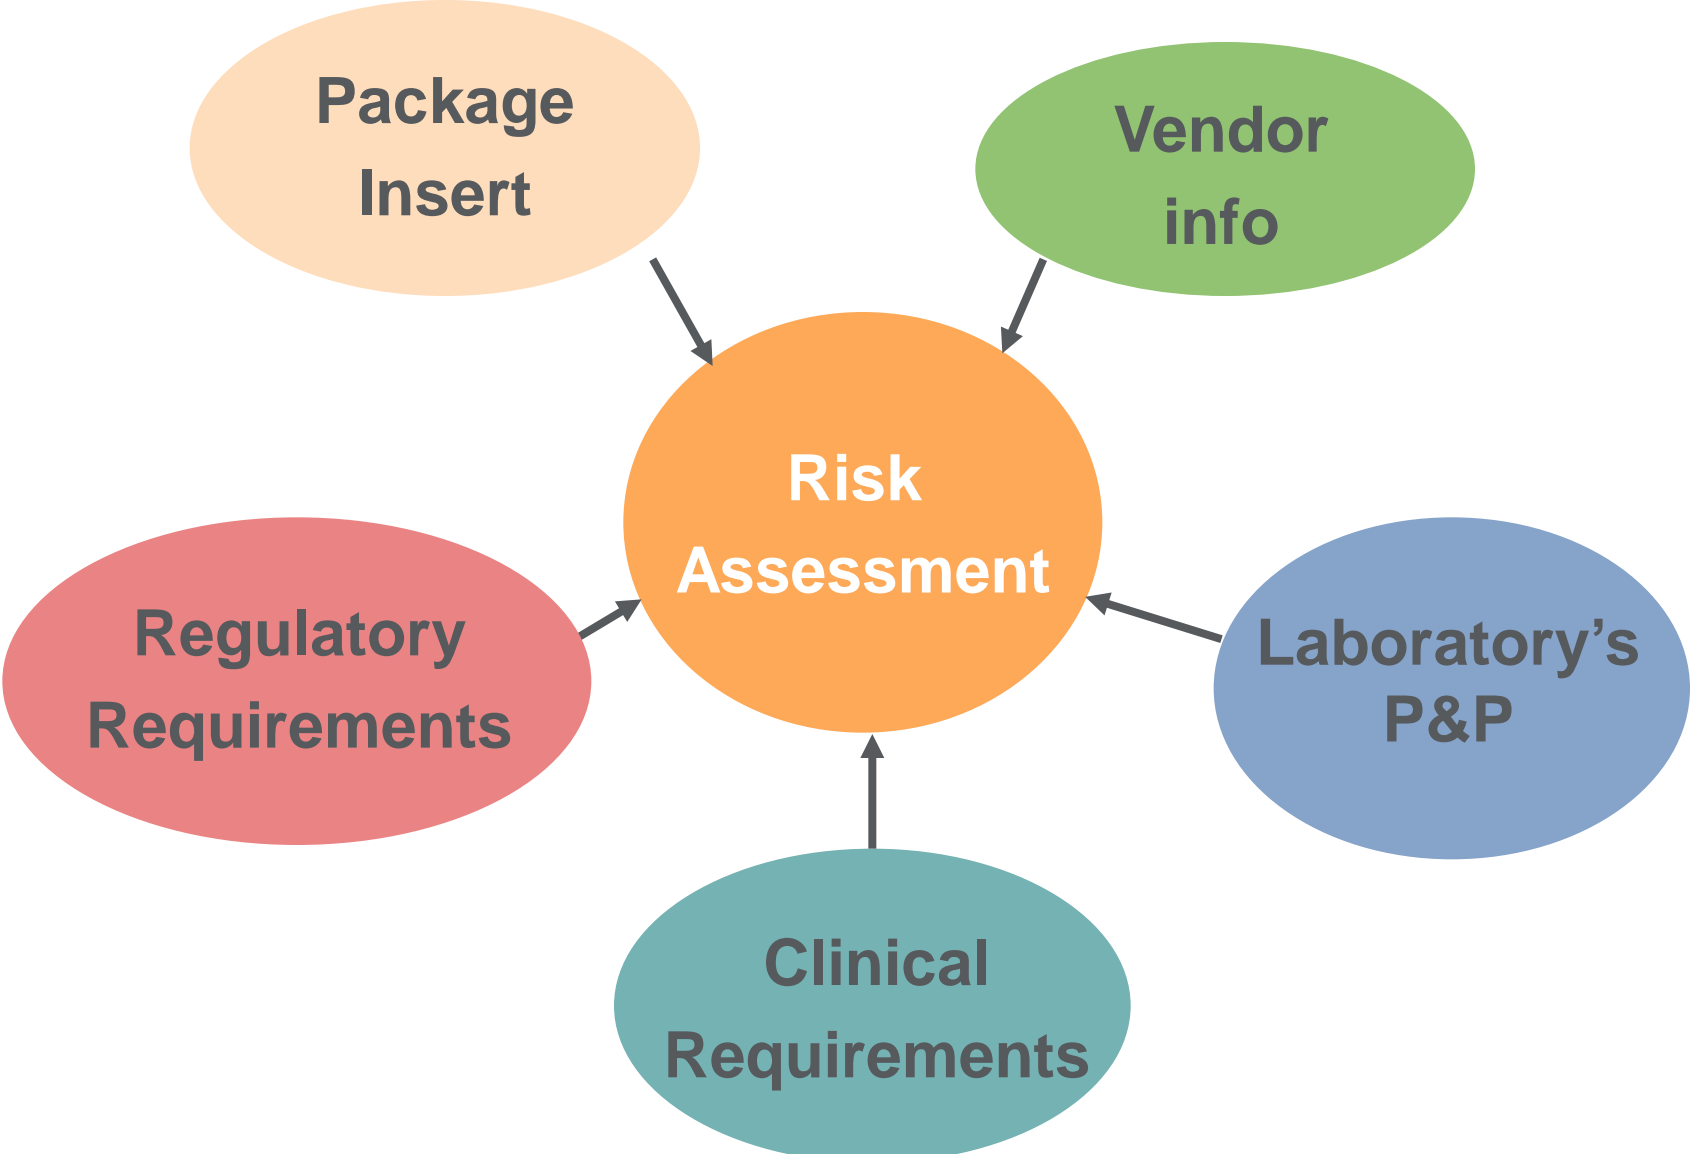 Package
Insert
Vendor
info
Risk
Assessment
Regulatory
Requirements
Laboratory’s
P&P
Clinical
Requirements